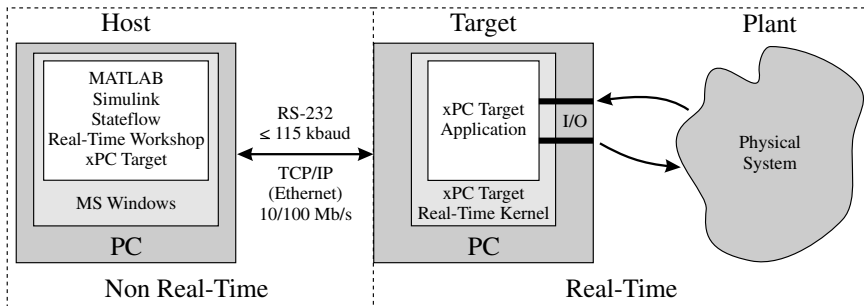 Host
Target
Plant
MATLAB
Simulink
Stateflow
Real-Time Workshop
xPC Target
MS Windows
PC
RS-232
≤ 115 kbaud
TCP/IP
(Ethernet)
10/100 Mb/s
xPC Target
Application
I/O
xPC Target
Real-Time Kernel
PC
Physical
System
Non Real-Time
Real-Time